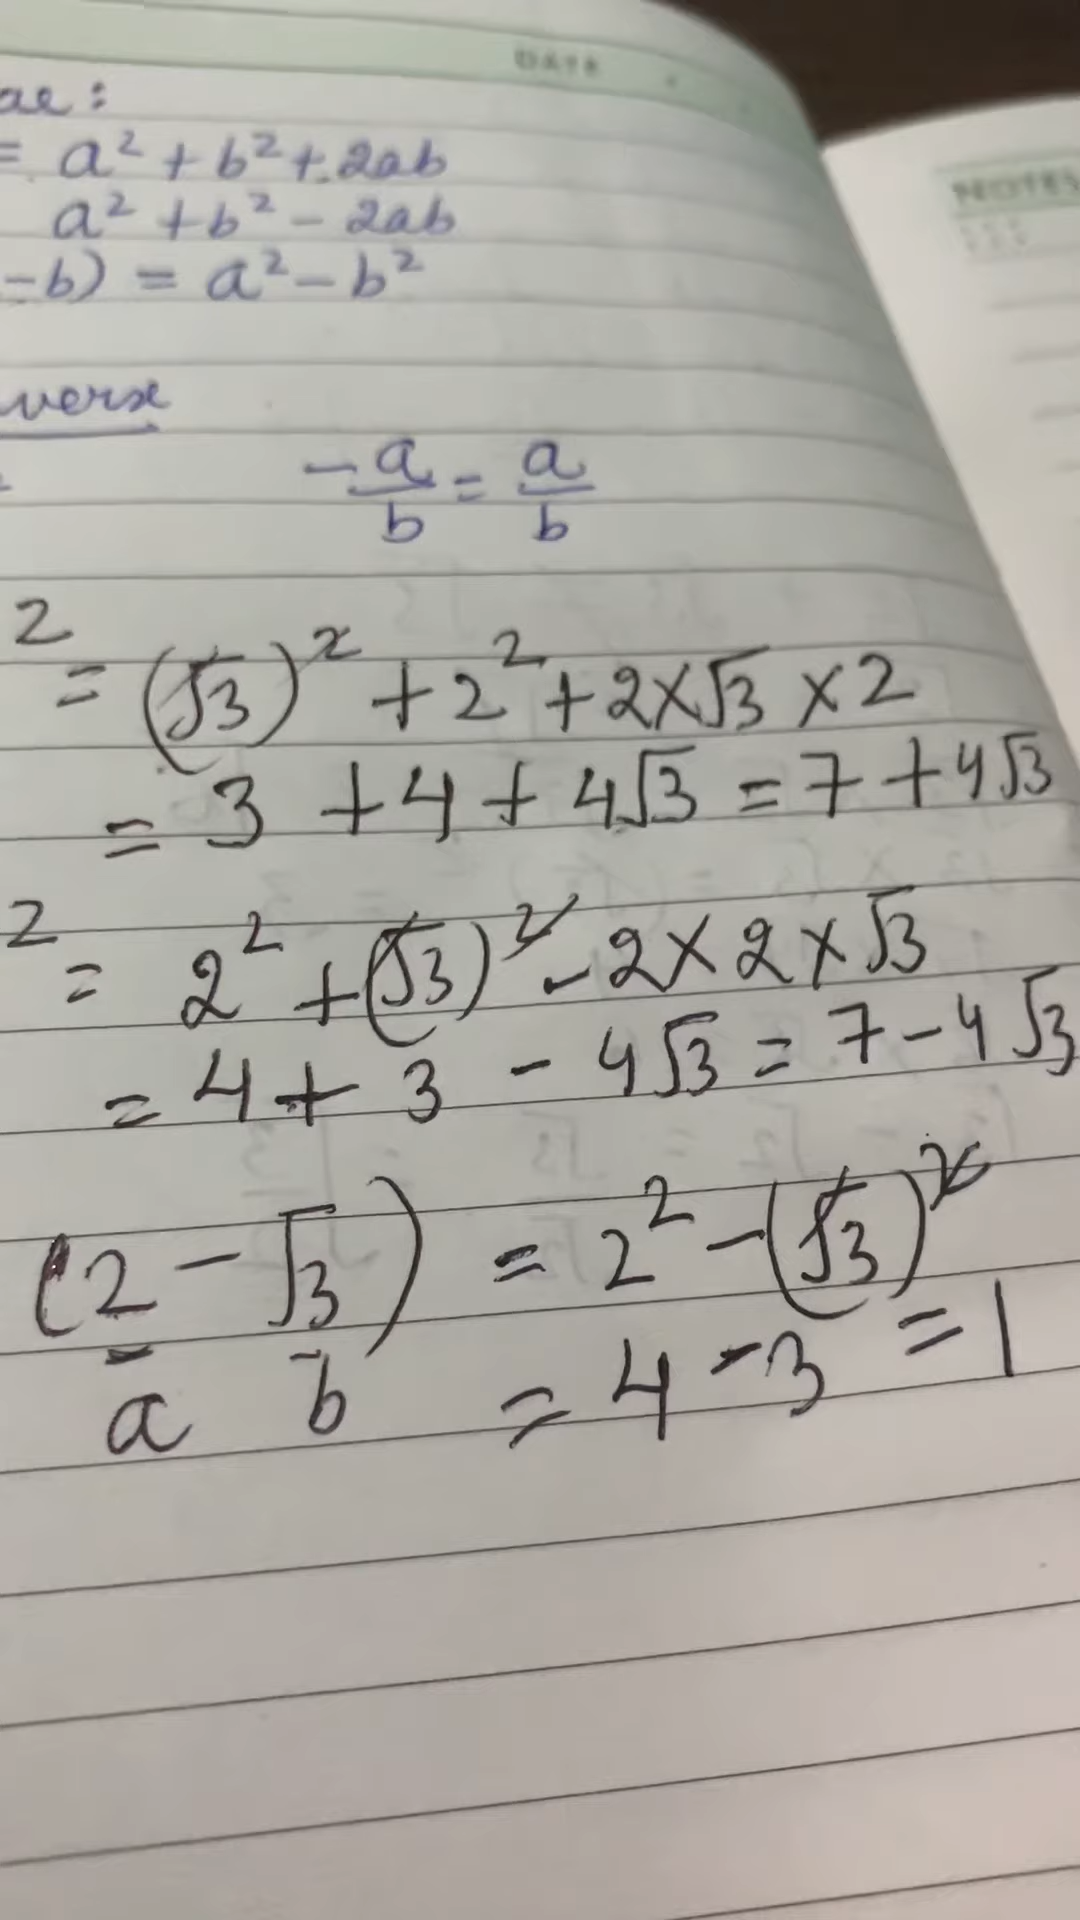 DATE
ae:
= a² + b² + 2ab
a² + b² - 2ab
-b) = a² - b²
NOTES
verse
-a/b = a/b
2 = (√3)² + 2² + 2×√3 ×2
= 3 + 4 + 4√3 = 7 + 4√3
2 = 2² + (√3)² - 2×2×√3
= 4 + 3 - 4√3 = 7 - 4√3
(2 - √3) = 2² - (√3)²
a b = 4 - 3 = 1